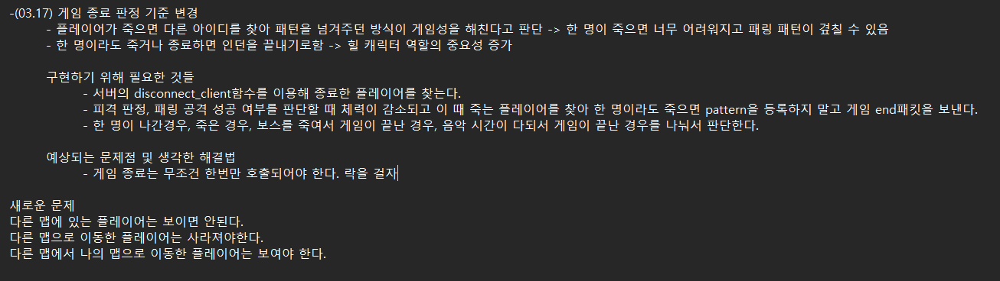 -(03.17) 게임 종료 판정 기준 변경
- 플레이어가 죽으면 다른 아이디를 찾아 패턴을 넘겨주던 방식이 게임성을 해친다고 판단 -> 한 명이 죽으면 너무 어려워지고 패링 패턴이 겹칠 수 있음
- 한 명이라도 죽거나 종료하면 인던을 끝내기로함 -> 힐 캐릭터 역할의 중요성 증가
구현하기 위해 필요한 것들
- 서버의 disconnect_client함수를 이용해 종료한 플레이어를 찾는다.
- 피격 판정, 패링 공격 성공 여부를 판단할 때 체력이 감소되고 이 때 죽는 플레이어를 찾아 한 명이라도 죽으면 pattern을 등록하지 말고 게임 end패킷을 보낸다.
- 한 명이 나간경우, 죽은 경우, 보스를 죽여서 게임이 끝난 경우, 음악 시간이 다되서 게임이 끝난 경우를 나눠서 판단한다.
예상되는 문제점 및 생각한 해결법
- 게임 종료는 무조건 한번만 호출되어야 한다. 락을 걸자
새로운 문제
다른 맵에 있는 플레이어는 보이면 안된다.
다른 맵으로 이동한 플레이어는 사라져야한다.
다른 맵에서 나의 맵으로 이동한 플레이어는 보여야 한다.